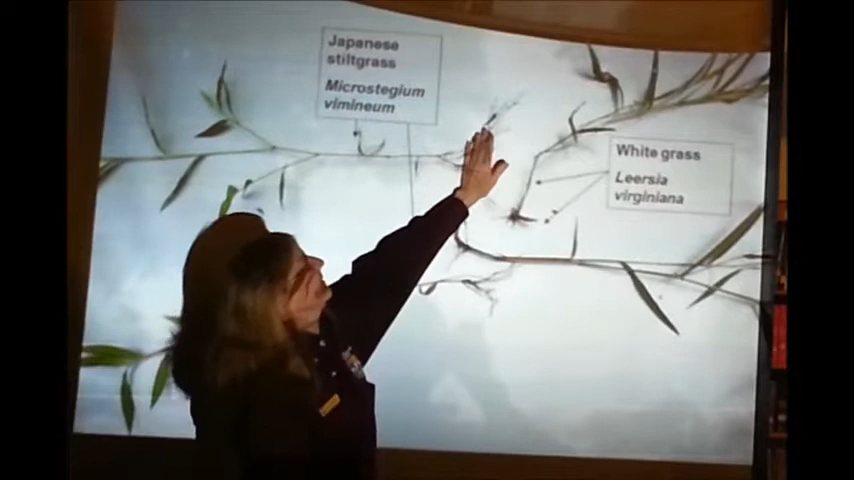 Japanese
stiltgrass
Microstegium
vimineum
White grass
Leersia
virginiana